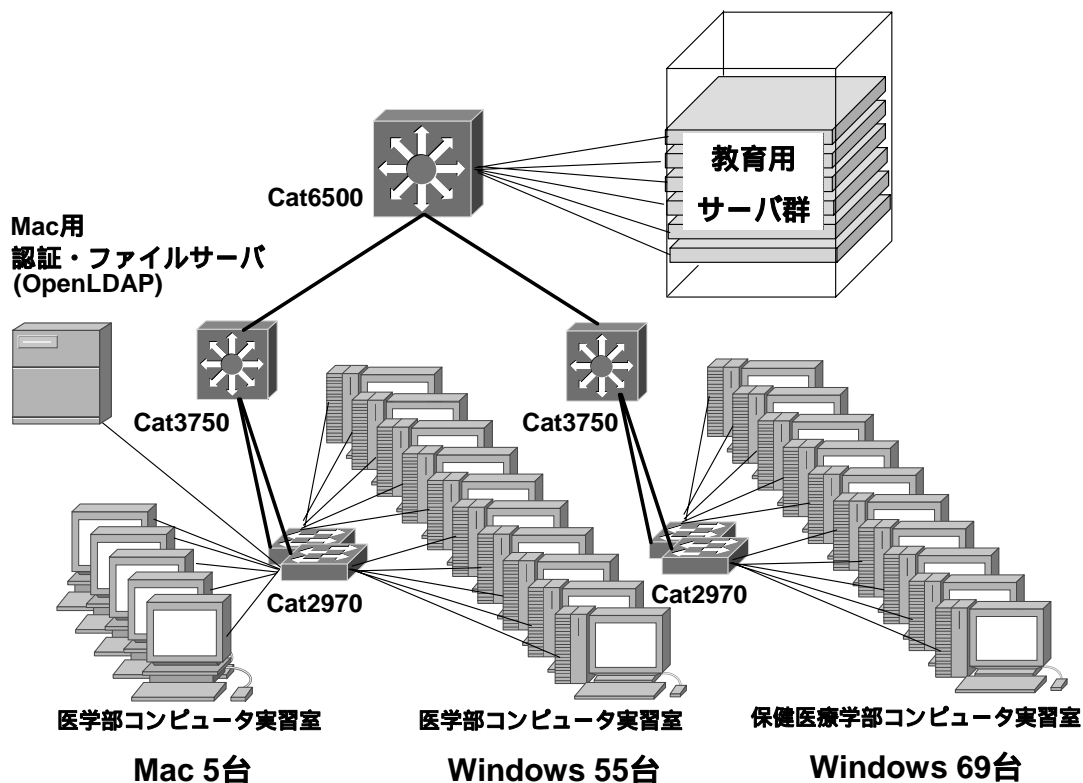 教育用
サーバ群
Cat6500
Mac用
認証・ファイルサーバ
(OpenLDAP)
Cat3750
Cat3750
Cat2970
Cat2970
医学部コンピュータ実習室
医学部コンピュータ実習室
保健医療学部コンピュータ実習室
Mac 5台
Windows 55台
Windows 69台